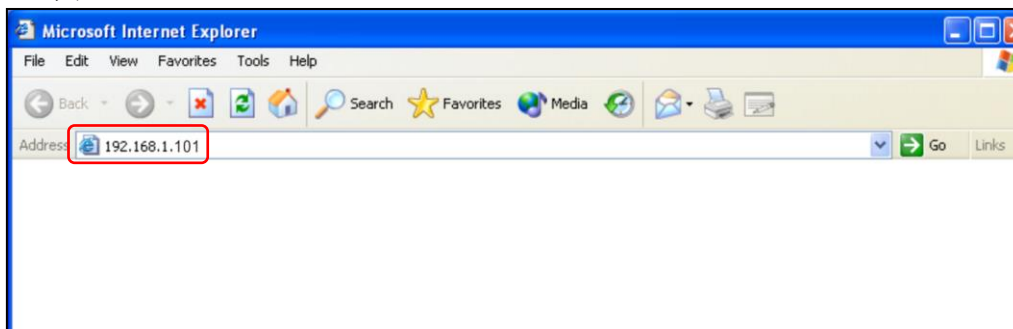 Microsoft Internet Explorer
File Edit View Favorites Tools Help
Back Search Favorites Media
Address 192.168.1.101 Go Links